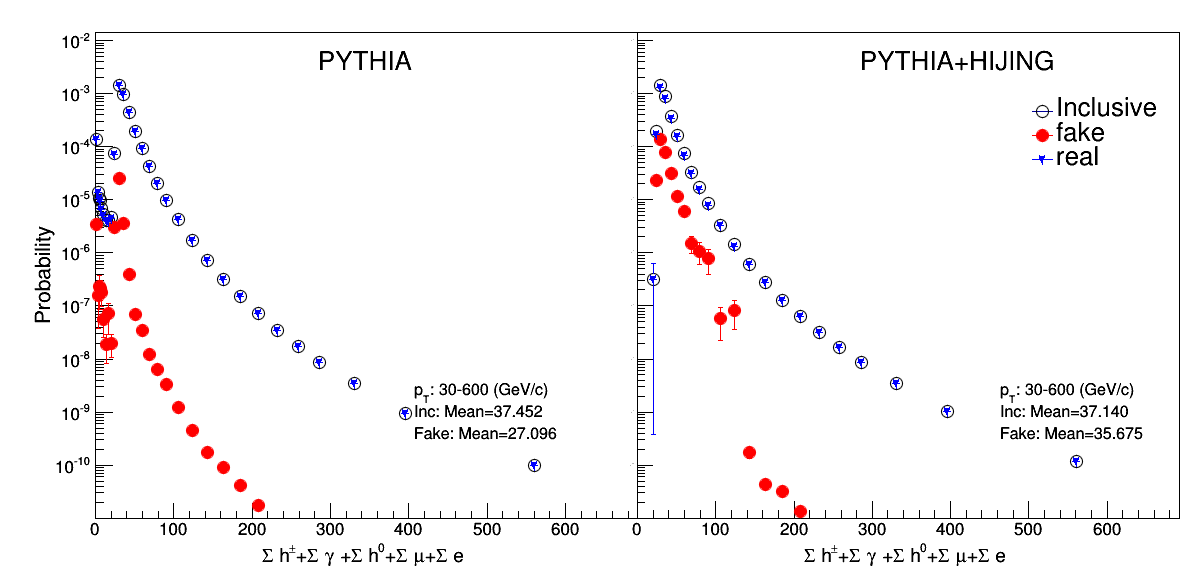 PYTHIA
PYTHIA+HIJING
Inclusive
fake
real
Probability
10⁻²
10⁻³
10⁻⁴
10⁻⁵
10⁻⁶
10⁻⁷
10⁻⁸
10⁻⁹
10⁻¹⁰
p_T: 30-600 (GeV/c)
Inc: Mean=37.452
Fake: Mean=27.096
p_T: 30-600 (GeV/c)
Inc: Mean=37.140
Fake: Mean=35.675
0 100 200 300 400 500 600
0 100 200 300 400 500 600
Σ h±+Σ γ +Σ h⁰+Σ μ+Σ e
Σ h±+Σ γ +Σ h⁰+Σ μ+Σ e